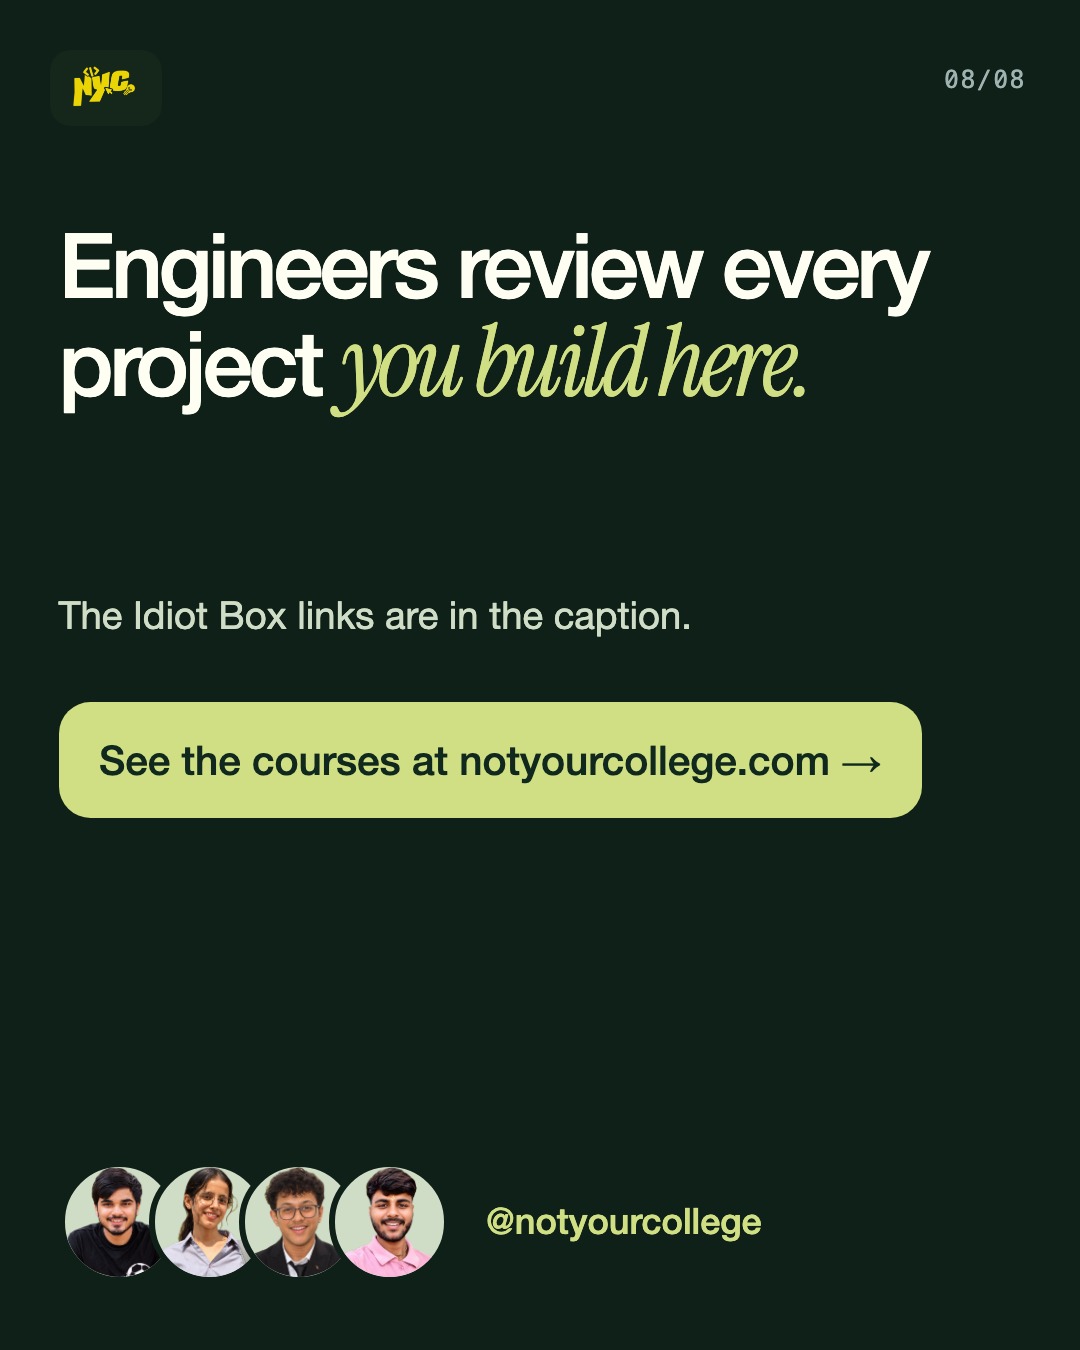 NYC
08/08
Engineers review every
project you build here.
The Idiot Box links are in the caption.
See the courses at notyourcollege.com →
@notyourcollege